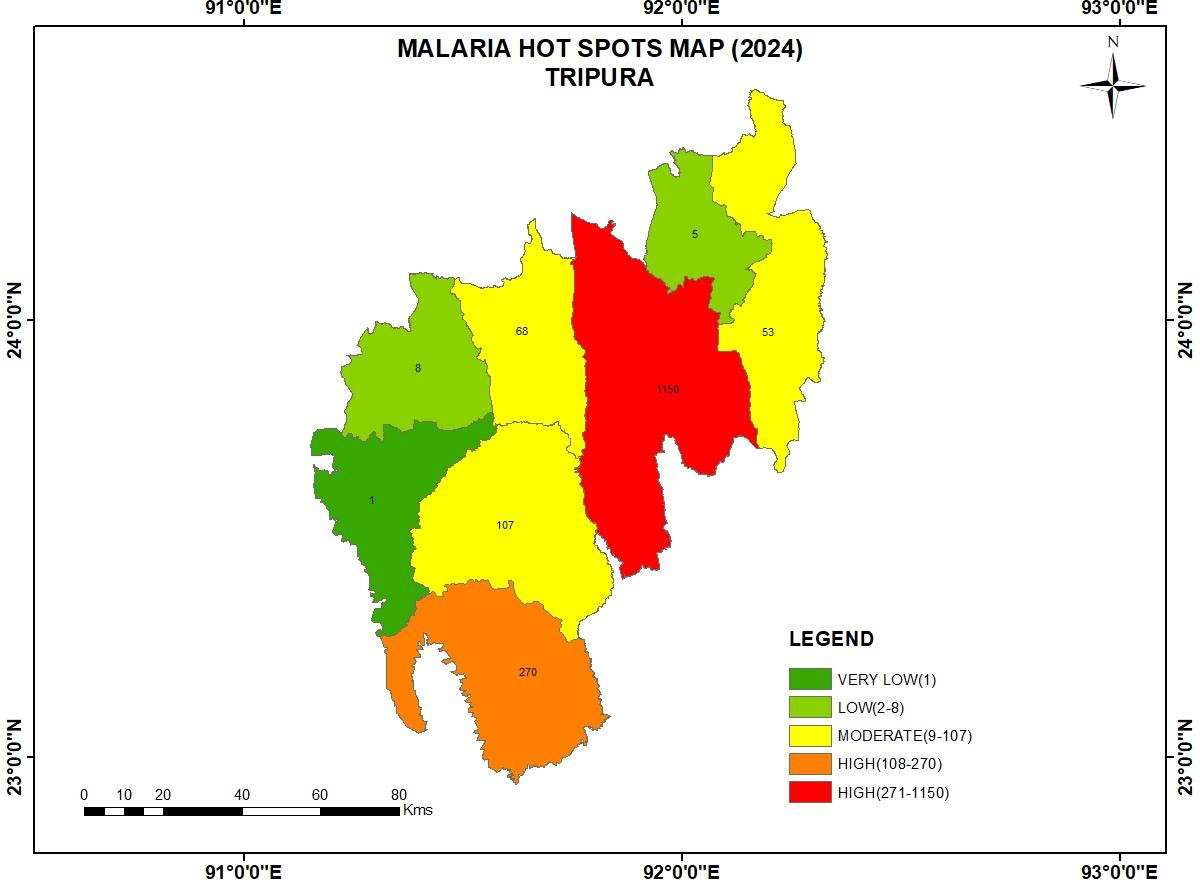 91°0'0"E 92°0'0"E 93°0'0"E
MALARIA HOT SPOTS MAP (2024)
TRIPURA
N
5
24°0'0"N 24°0'0"N
68
53
8
1150
1
107
270
LEGEND
VERY LOW(1)
LOW(2-8)
MODERATE(9-107)
HIGH(108-270)
HIGH(271-1150)
23°0'0"N 23°0'0"N
0 10 20 40 60 80
Kms
91°0'0"E 92°0'0"E 93°0'0"E